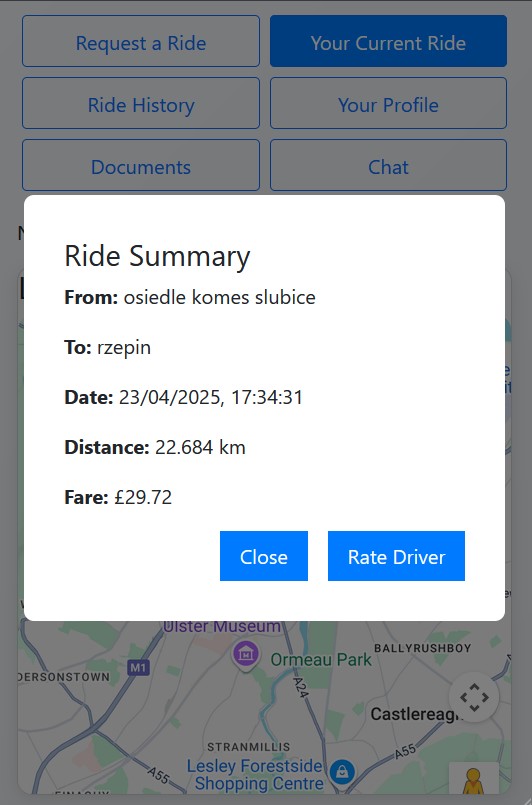 Request a Ride
Your Current Ride
Ride History
Your Profile
Documents
Chat
Ride Summary
From: osiedle komes slubice
To: rzepin
Date: 23/04/2025, 17:34:31
Distance: 22.684 km
Fare: £29.72
Close
Rate Driver
Ulster Museum
M1
Ormeau Park
BALLYRUSHBOY
DERSONSTOWN
A24
Castlereagh
STRANMILLIS
Lesley Forestside
Shopping Centre
A55
A55